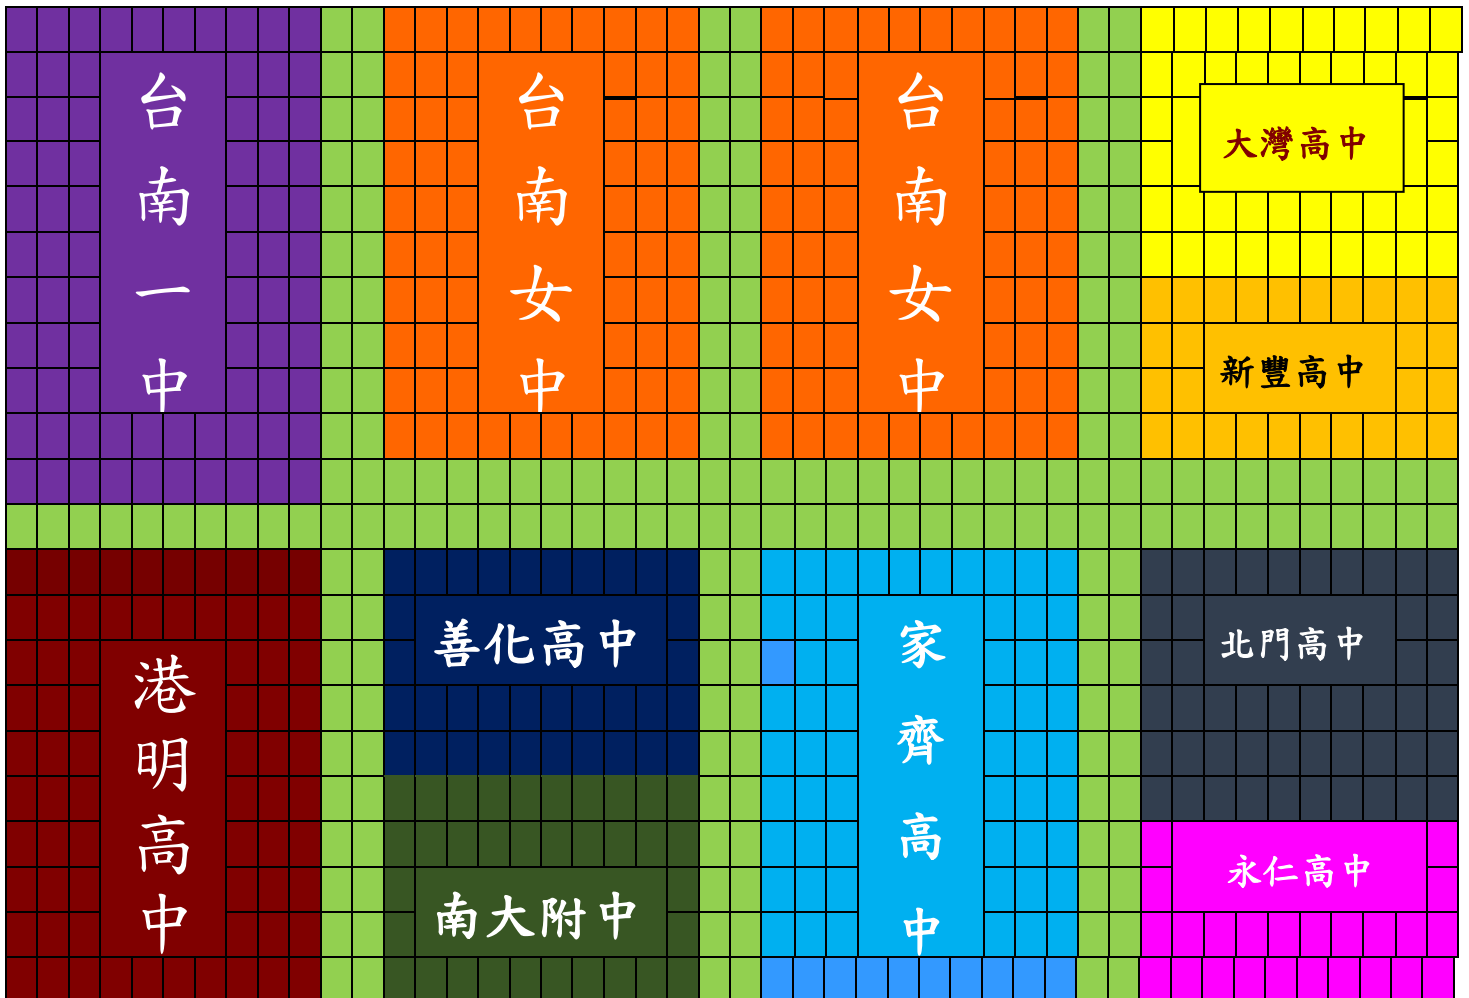 台南一中
台南女中
台南女中
大灣高中
新豐高中
港明高中
善化高中
南大附中
家齊高中
北門高中
永仁高中